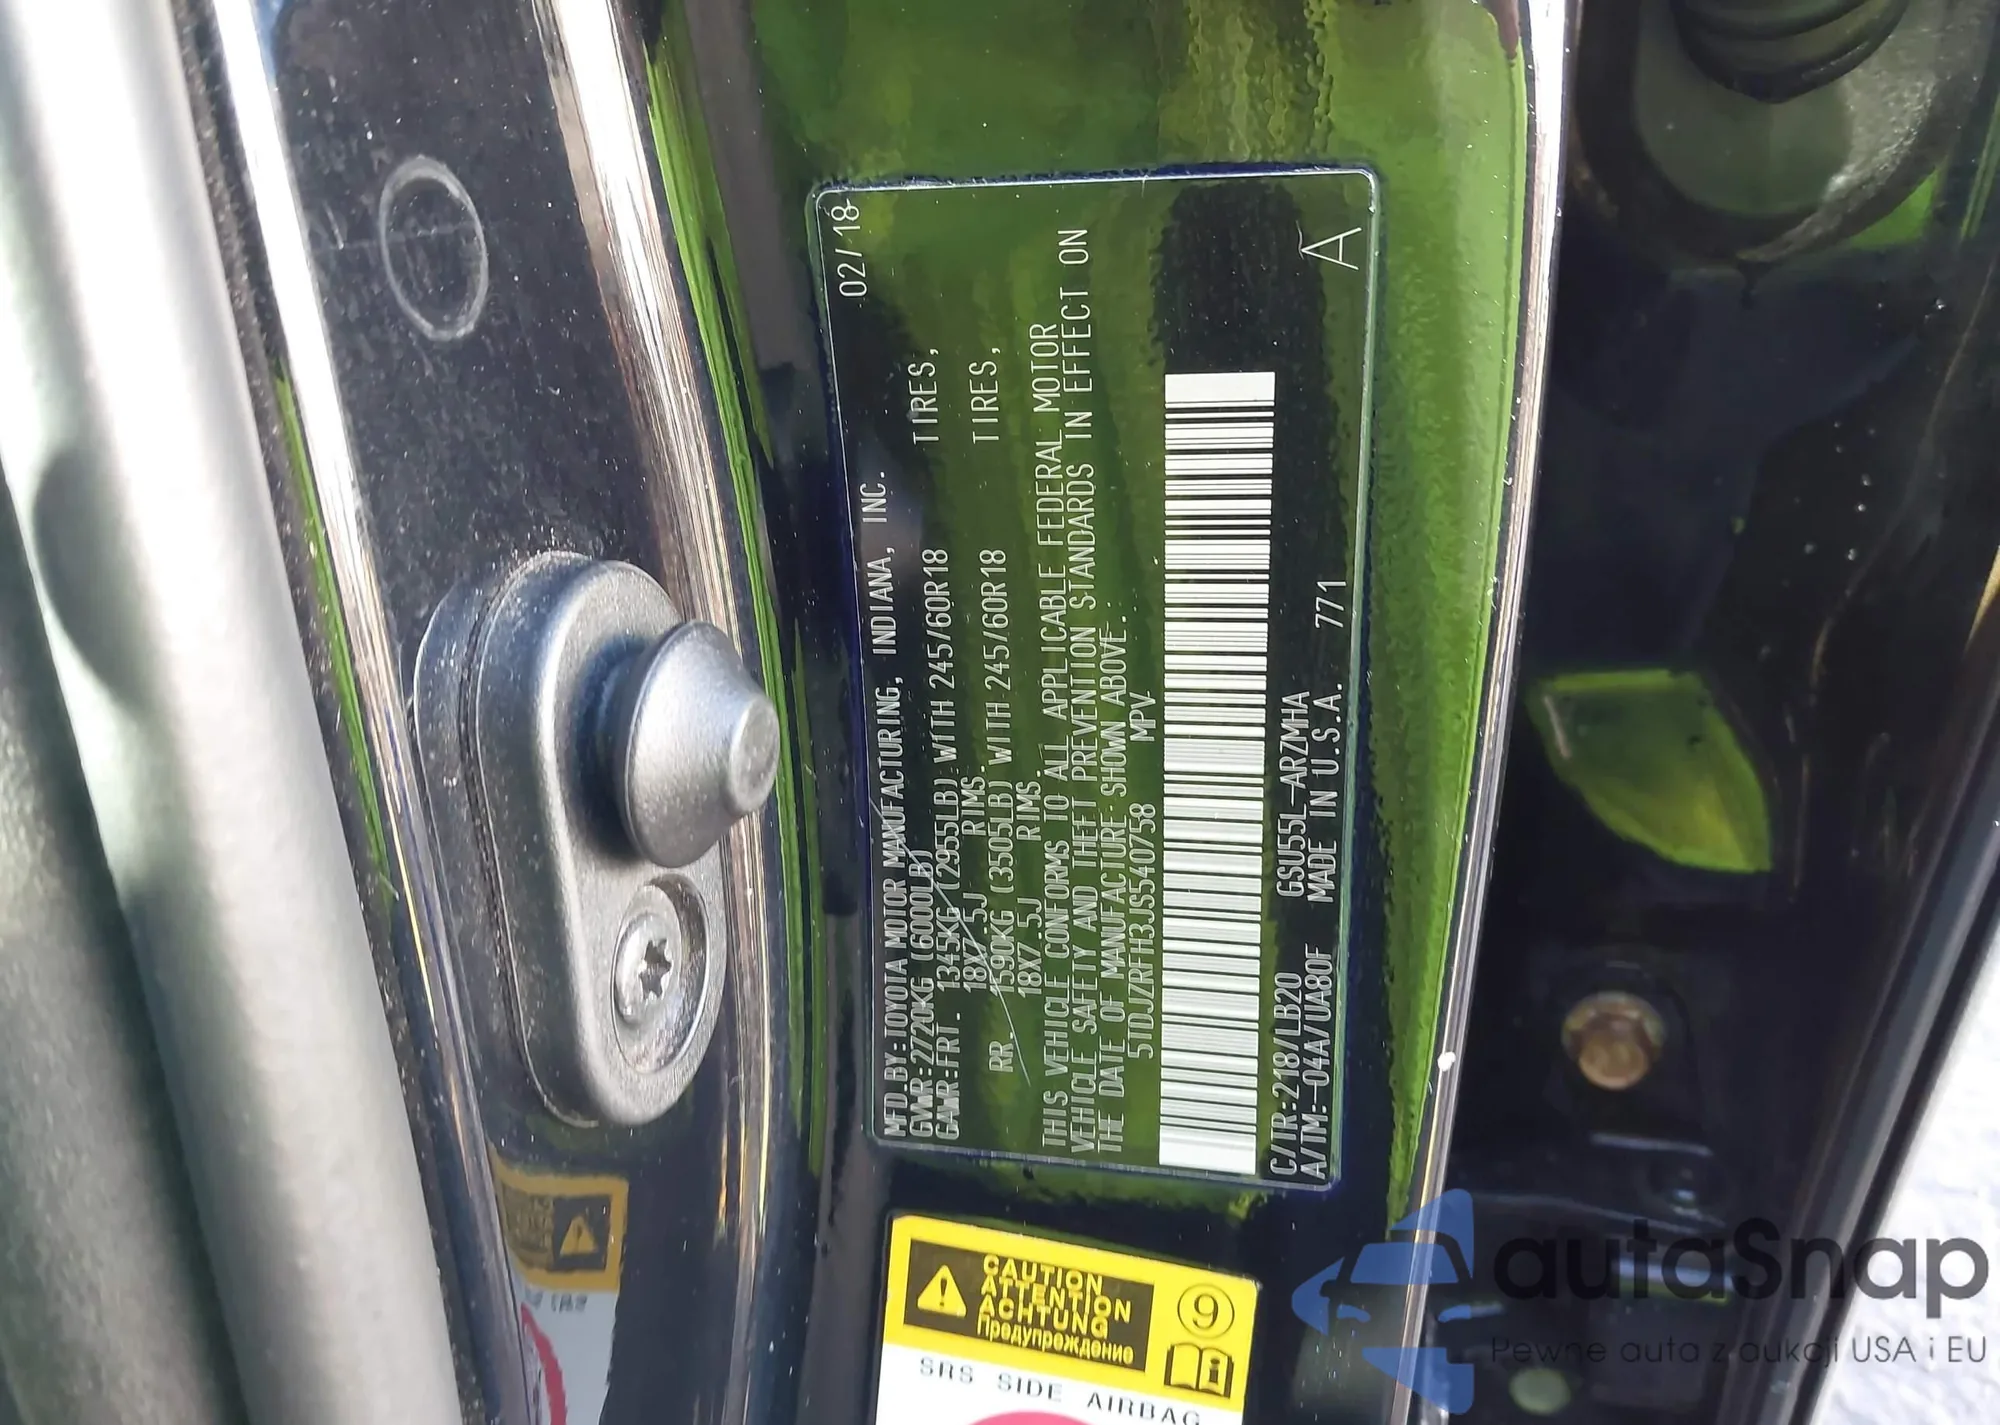 02/18
MFD.BY:TOYOTA MOTOR MANUFACTURING, INDIANA, INC.
GVWR:2720KG (6000LB)
GAWR:FRT. 1345KG (2955LB) WITH 245/60R18 TIRES,
18X7.5J RIMS.
RR. 1590KG (3505LB) WITH 245/60R18 TIRES,
18X7.5J RIMS.
THIS VEHICLE CONFORMS TO ALL APPLICABLE FEDERAL MOTOR
VEHICLE SAFETY AND THEFT PREVENTION STANDARDS IN EFFECT ON
THE DATE OF MANUFACTURE SHOWN ABOVE.
5TDJZRFH3JS540758 MPV
C/TR:218/LB20 GSU55L-ARZMHA
A/TM:-04A/UA80F MADE IN U.S.A. 771 A
CAUTION
ATTENTION
ACHTUNG
Предупреждение
9
i
SRS SIDE AIRBAG
autaSnap
Pewne auta z aukcji USA i EU